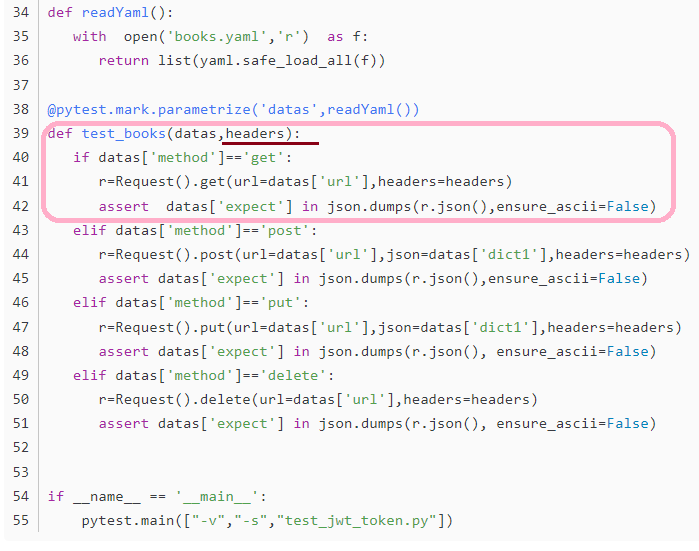 34 def readYaml():
35    with  open('books.yaml','r')  as f:
36       return list(yaml.safe_load_all(f))
37
38 @pytest.mark.parametrize('datas',readYaml())
39 def test_books(datas,headers):
40    if datas['method']=='get':
41       r=Request().get(url=datas['url'],headers=headers)
42       assert  datas['expect'] in json.dumps(r.json(),ensure_ascii=False)
43    elif datas['method']=='post':
44       r=Request().post(url=datas['url'],json=datas['dict1'],headers=headers)
45       assert datas['expect'] in json.dumps(r.json(),ensure_ascii=False)
46    elif datas['method']=='put':
47       r=Request().put(url=datas['url'],json=datas['dict1'],headers=headers)
48       assert datas['expect'] in json.dumps(r.json(), ensure_ascii=False)
49    elif datas['method']=='delete':
50       r=Request().delete(url=datas['url'],headers=headers)
51       assert datas['expect'] in json.dumps(r.json(), ensure_ascii=False)
52
53
54 if __name__ == '__main__':
55     pytest.main(["-v","-s","test_jwt_token.py"])